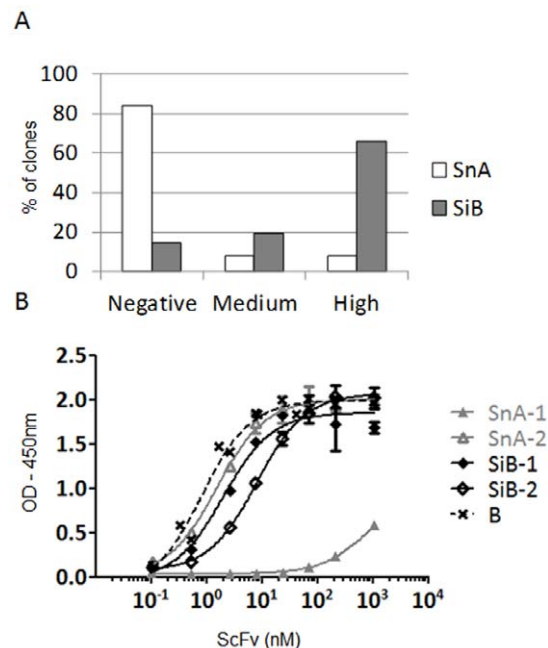 A
% of clones
100
80
60
40
20
0
Negative Medium High
SnA
SiB
B
OD - 450nm
2.5
2.0
1.5
1.0
0.5
0.0
10⁻¹ 10⁰ 10¹ 10² 10³ 10⁴
ScFv (nM)
SnA-1
SnA-2
SiB-1
SiB-2
B